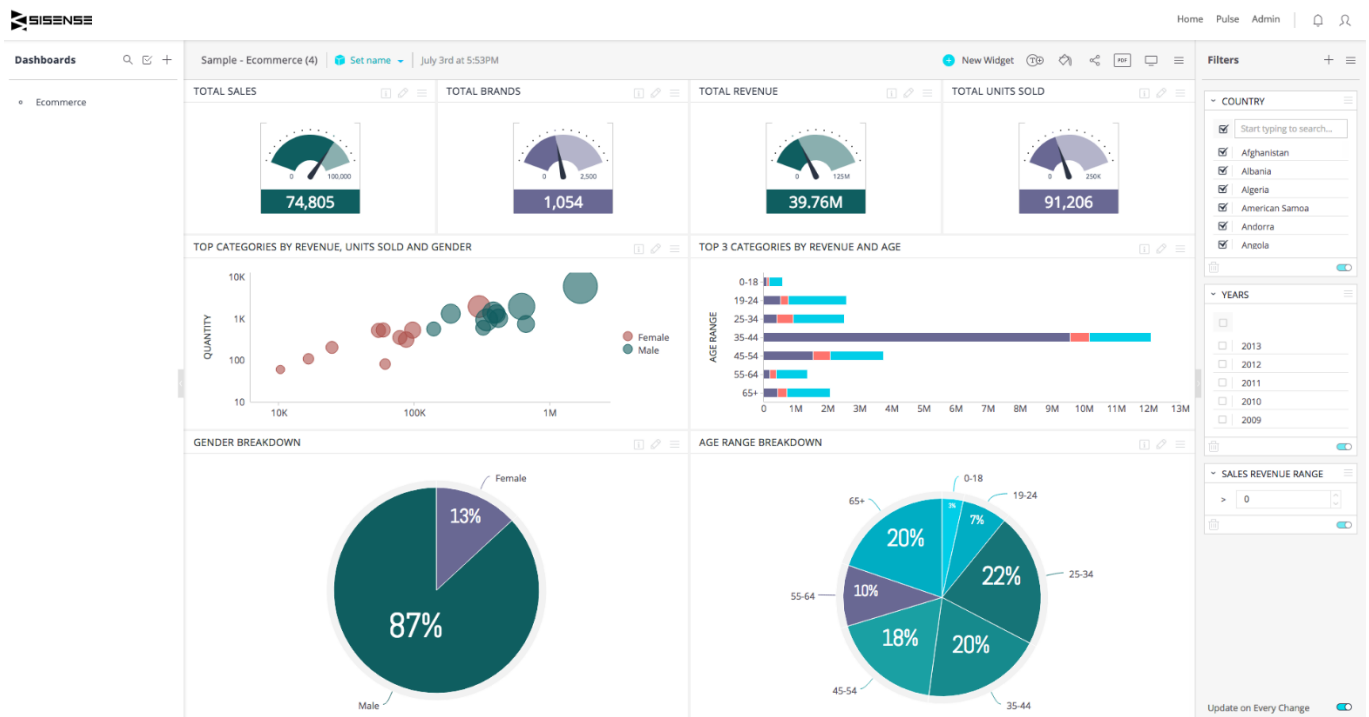 SISENSE
Home Pulse Admin
Dashboards
Ecommerce
Sample - Ecommerce (4) Set name July 3rd at 5:53PM
New Widget PDF
TOTAL SALES
0 100,000
74,805
TOTAL BRANDS
0 2,500
1,054
TOTAL REVENUE
0 125M
39.76M
TOTAL UNITS SOLD
0 250K
91,206
TOP CATEGORIES BY REVENUE, UNITS SOLD AND GENDER
QUANTITY
10K
1K
100
10
10K 100K 1M
Female
Male
TOP 3 CATEGORIES BY REVENUE AND AGE
AGE RANGE
0-18
19-24
25-34
35-44
45-54
55-64
65+
0 1M 2M 3M 4M 5M 6M 7M 8M 9M 10M 11M 12M 13M
GENDER BREAKDOWN
Female
13%
87%
Male
AGE RANGE BREAKDOWN
0-18
19-24
7%
25-34
22%
35-44
20%
45-54
18%
55-64
10%
65+
20%
Filters
COUNTRY
Start typing to search...
Afghanistan
Albania
Algeria
American Samoa
Andorra
Angola
YEARS
2013
2012
2011
2010
2009
SALES REVENUE RANGE
> 0
Update on Every Change